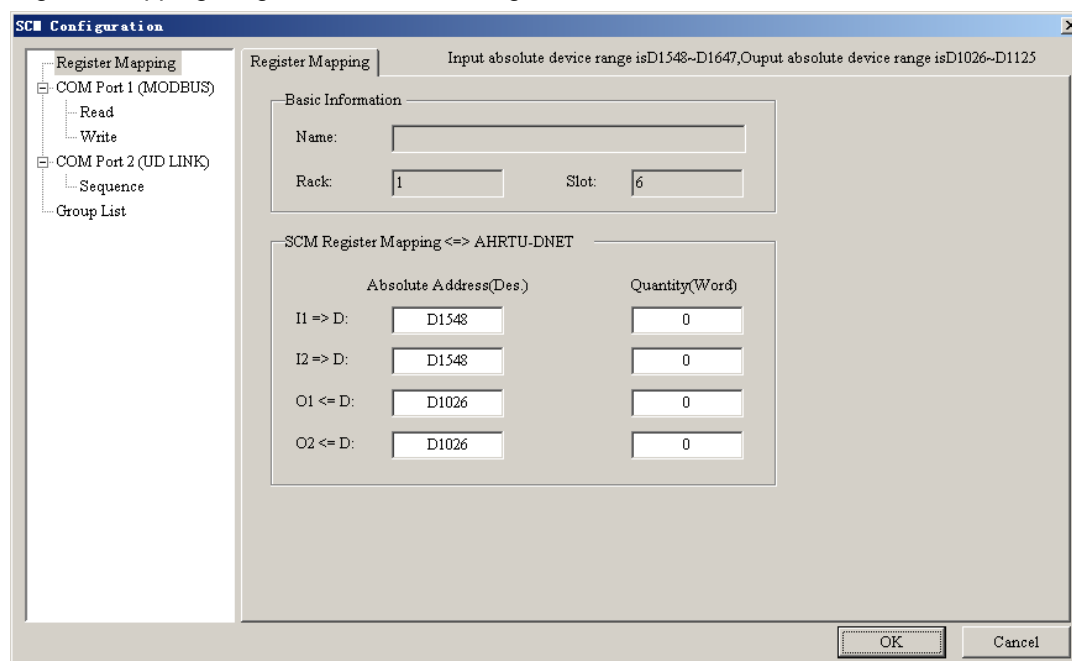 SCM Configuration
Register Mapping
COM Port 1 (MODBUS)
Read
Write
COM Port 2 (UD LINK)
Sequence
Group List
Register Mapping
Input absolute device range isD1548~D1647,Ouput absolute device range isD1026~D1125
Basic Information
Name:
Rack: 1 Slot: 6
SCM Register Mapping <=> AHRTU-DNET
Absolute Address(Des.) Quantity(Word)
I1 => D: D1548 0
I2 => D: D1548 0
O1 <= D: D1026 0
O2 <= D: D1026 0
OK Cancel